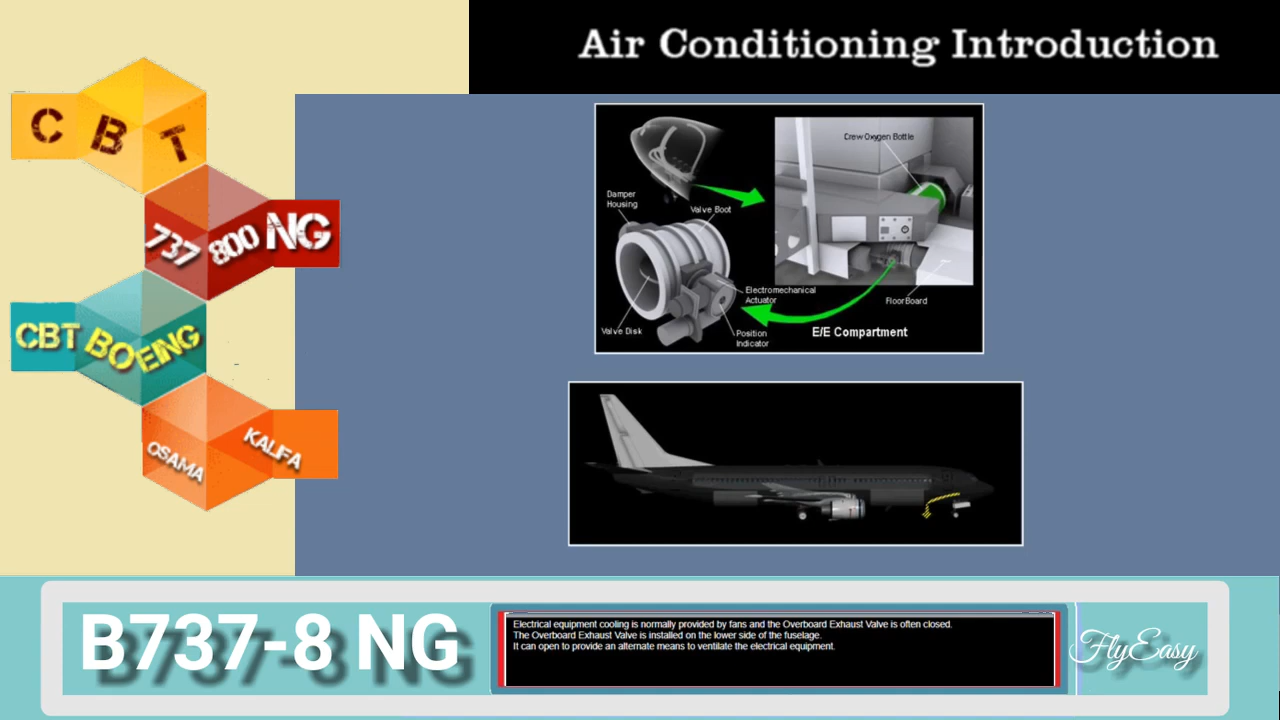 Air Conditioning Introduction
C B T
737 800 NG
CBT BOEING
OSAMA KALIFA
Crew Oxygen Bottle
Damper
Housing
Valve Boot
Electromechanical
Actuator
Floor Board
Valve Disk
Position
Indicator
E/E Compartment
B737-8 NG
Electrical equipment cooling is normally provided by fans and the Overboard Exhaust Valve is often closed.
The Overboard Exhaust Valve is installed on the lower side of the fuselage.
It can open to provide an alternate means to ventilate the electrical equipment.
FlyEasy